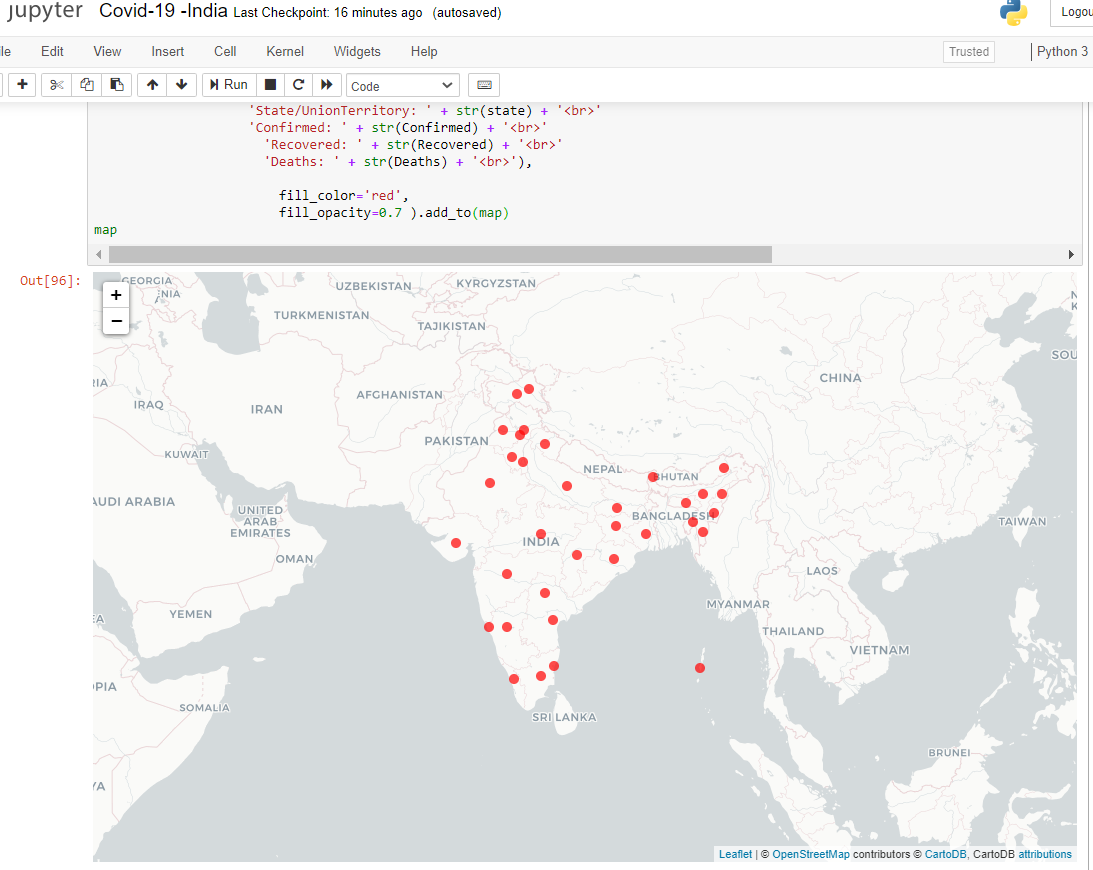 jupyter Covid-19 -India Last Checkpoint: 16 minutes ago (autosaved)
Logou
le Edit View Insert Cell Kernel Widgets Help
Trusted
Python 3
Run
Code
'State/UnionTerritory: ' + str(state) + '<br>'
'Confirmed: ' + str(Confirmed) + '<br>'
'Recovered: ' + str(Recovered) + '<br>'
'Deaths: ' + str(Deaths) + '<br>'),
fill_color='red',
fill_opacity=0.7 ).add_to(map)
map
Out[96]:
+
−
GEORGIA
ENIA
UZBEKISTAN
KYRGYZSTAN
TURKMENISTAN
TAJIKISTAN
N
K
SOU
RIA
IRAQ
IRAN
AFGHANISTAN
CHINA
KUWAIT
PAKISTAN
NEPAL
BHUTAN
AUDI ARABIA
UNITED
ARAB
EMIRATES
BANGLADESH
TAIWAN
INDIA
OMAN
LAOS
YEMEN
EA
MYANMAR
THAILAND
VIETNAM
OPIA
SOMALIA
SRI LANKA
BRUNEI
YA
Leaflet | © OpenStreetMap contributors © CartoDB, CartoDB attributions